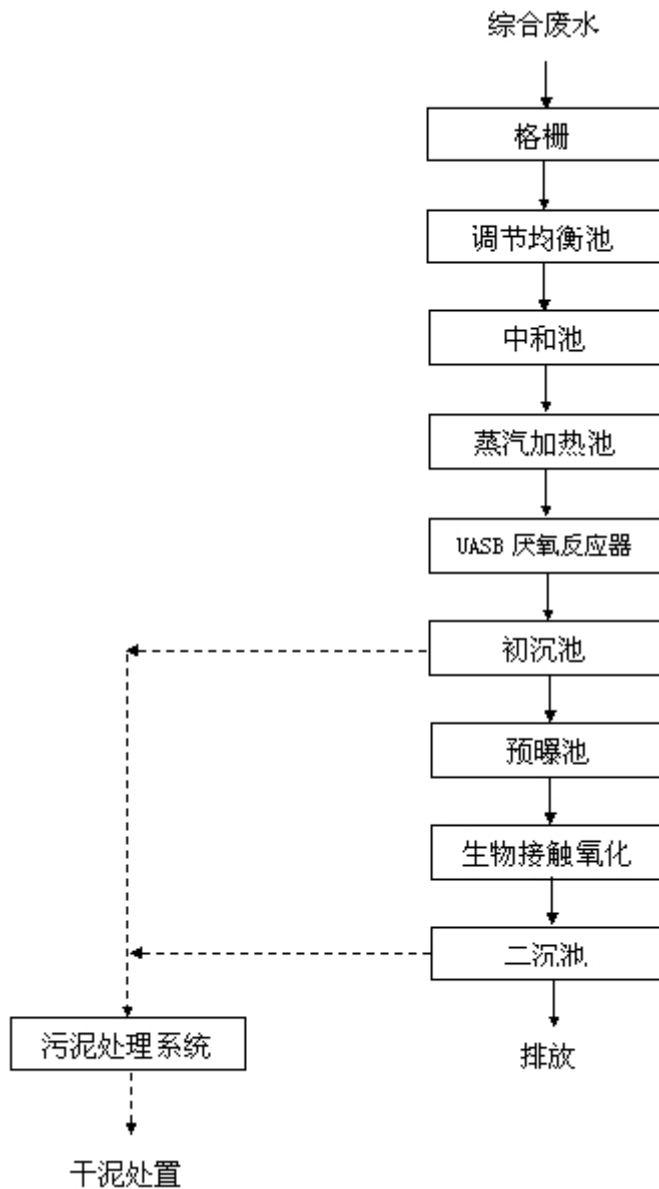 综合废水
格栅
调节均衡池
中和池
蒸汽加热池
UASB 厌氧反应器
初沉池
预曝池
生物接触氧化
二沉池
污泥处理系统
排放
干泥处置